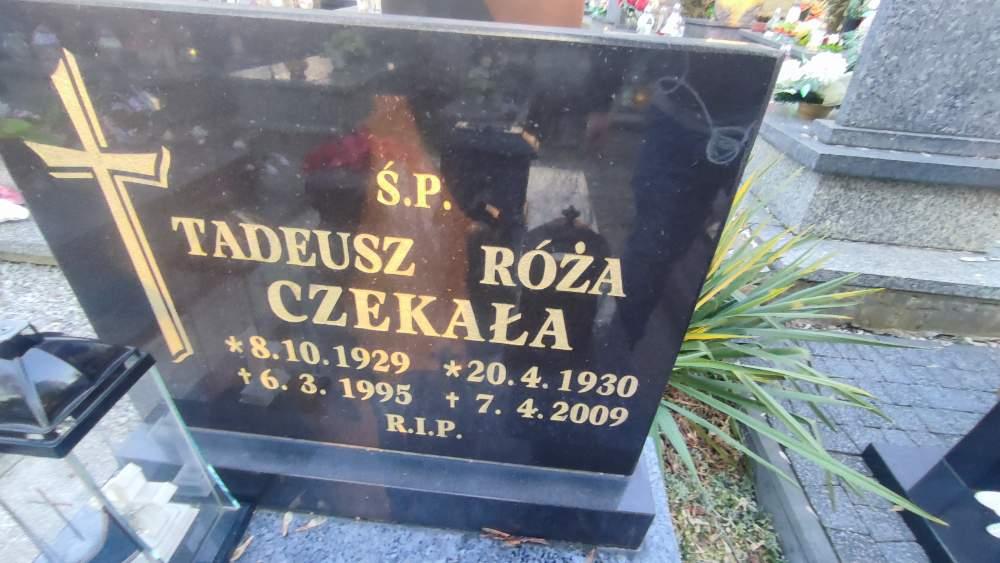 Ś.P.
TADEUSZ RÓŻA
CZEKAŁA
*8.10.1929 *20.4.1930
+6.3.1995 +7.4.2009
R.I.P.